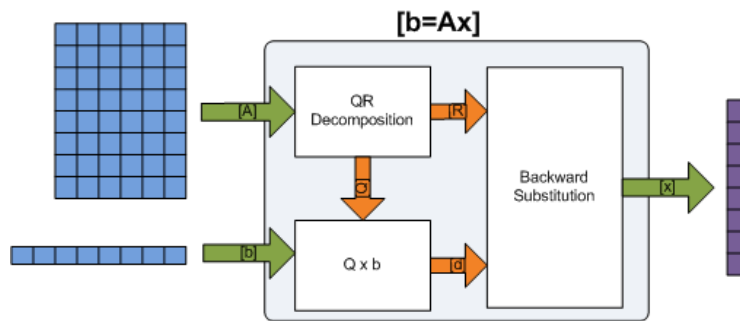 [b=Ax]
QR
Decomposition
[A]
[R]
Q
Backward
Substitution
[x]
[b]
Q x b
[d]